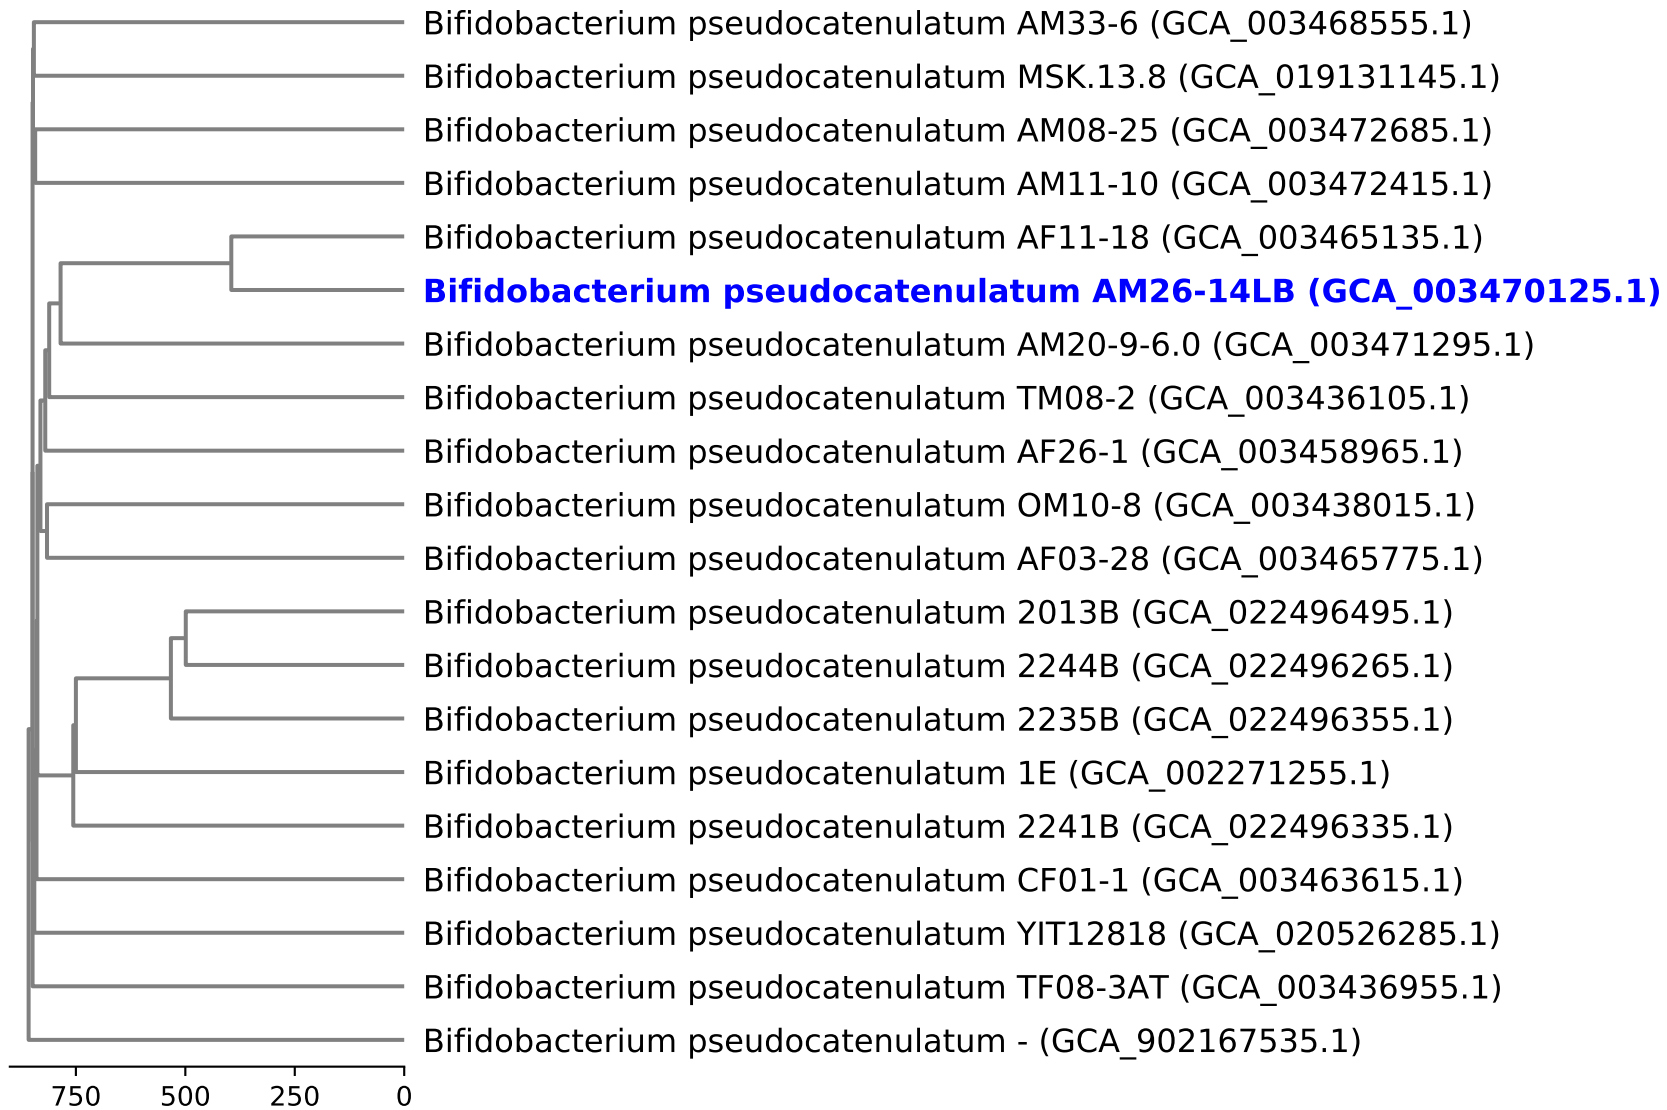 Bifidobacterium pseudocatenulatum AM33-6 (GCA_003468555.1)
Bifidobacterium pseudocatenulatum MSK.13.8 (GCA_019131145.1)
Bifidobacterium pseudocatenulatum AM08-25 (GCA_003472685.1)
Bifidobacterium pseudocatenulatum AM11-10 (GCA_003472415.1)
Bifidobacterium pseudocatenulatum AF11-18 (GCA_003465135.1)
Bifidobacterium pseudocatenulatum AM26-14LB (GCA_003470125.1)
Bifidobacterium pseudocatenulatum AM20-9-6.0 (GCA_003471295.1)
Bifidobacterium pseudocatenulatum TM08-2 (GCA_003436105.1)
Bifidobacterium pseudocatenulatum AF26-1 (GCA_003458965.1)
Bifidobacterium pseudocatenulatum OM10-8 (GCA_003438015.1)
Bifidobacterium pseudocatenulatum AF03-28 (GCA_003465775.1)
Bifidobacterium pseudocatenulatum 2013B (GCA_022496495.1)
Bifidobacterium pseudocatenulatum 2244B (GCA_022496265.1)
Bifidobacterium pseudocatenulatum 2235B (GCA_022496355.1)
Bifidobacterium pseudocatenulatum 1E (GCA_002271255.1)
Bifidobacterium pseudocatenulatum 2241B (GCA_022496335.1)
Bifidobacterium pseudocatenulatum CF01-1 (GCA_003463615.1)
Bifidobacterium pseudocatenulatum YIT12818 (GCA_020526285.1)
Bifidobacterium pseudocatenulatum TF08-3AT (GCA_003436955.1)
Bifidobacterium pseudocatenulatum - (GCA_902167535.1)
750 500 250 0